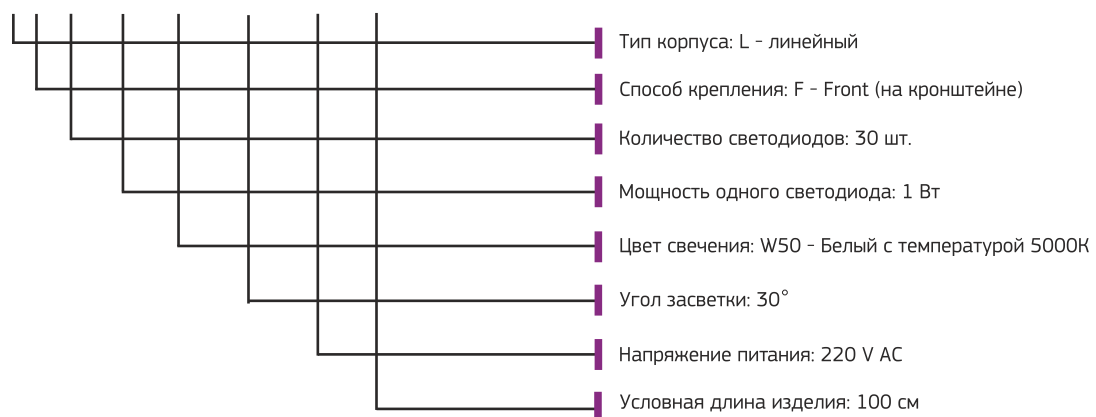 Тип корпуса: L - линейный
Способ крепления: F - Front (на кронштейне)
Количество светодиодов: 30 шт.
Мощность одного светодиода: 1 Вт
Цвет свечения: W50 - Белый с температурой 5000К
Угол засветки: 30°
Напряжение питания: 220 V AC
Условная длина изделия: 100 см